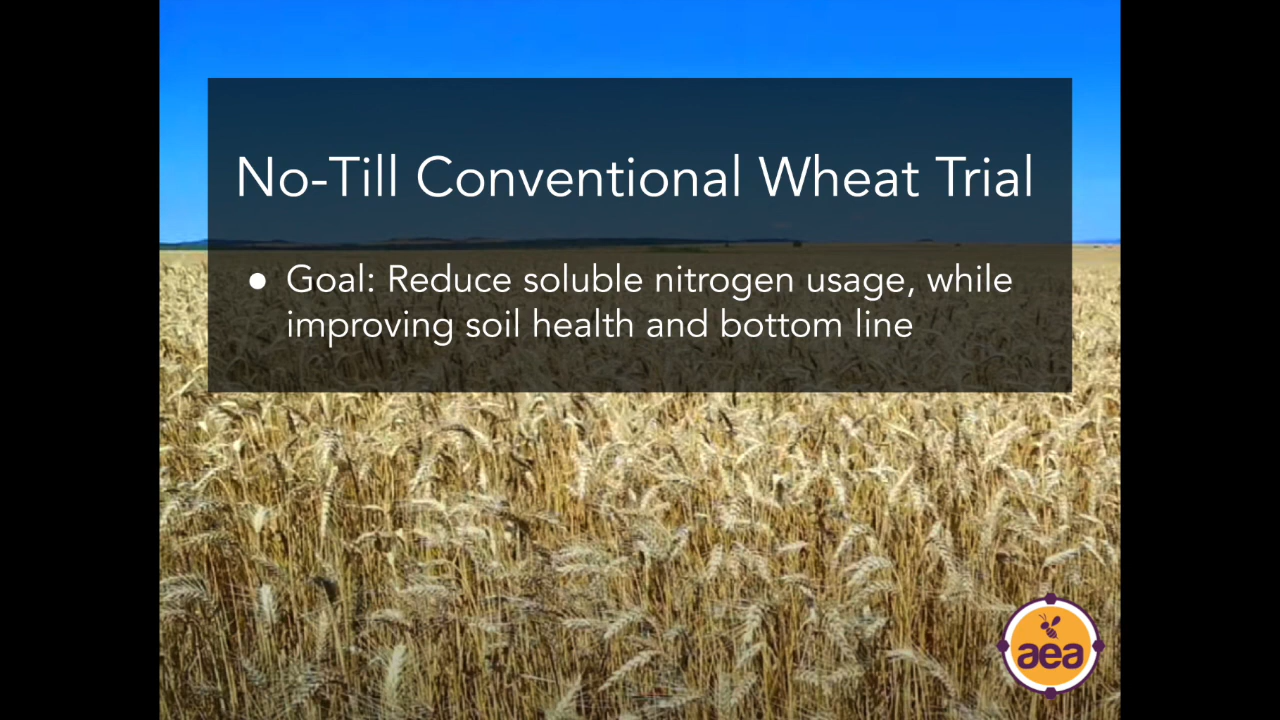 No-Till Conventional Wheat Trial
● Goal: Reduce soluble nitrogen usage, while
improving soil health and bottom line
aea